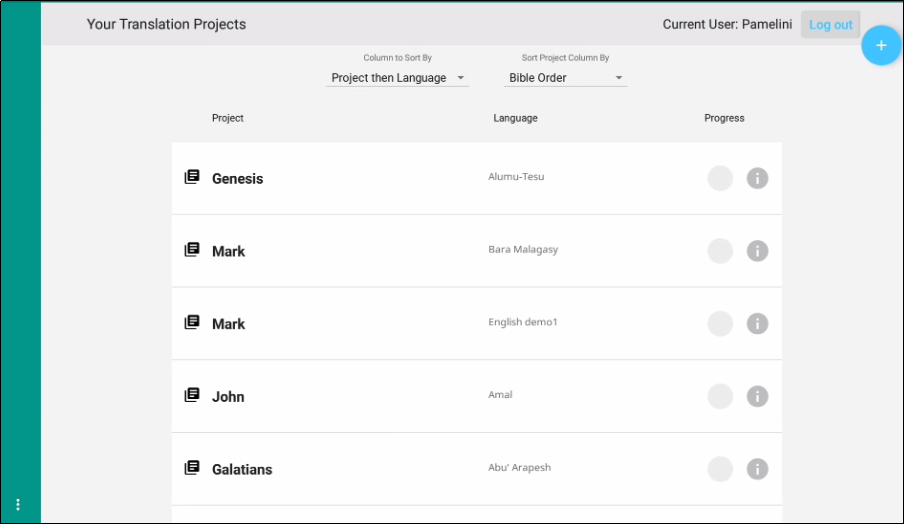 Your Translation Projects
Current User: Pamelini
Log out
Column to Sort By
Sort Project Column By
Project then Language
Bible Order
Project
Language
Progress
Genesis
Alumu-Tesu
Mark
Bara Malagasy
Mark
English demo1
John
Amal
Galatians
Abu' Arapesh